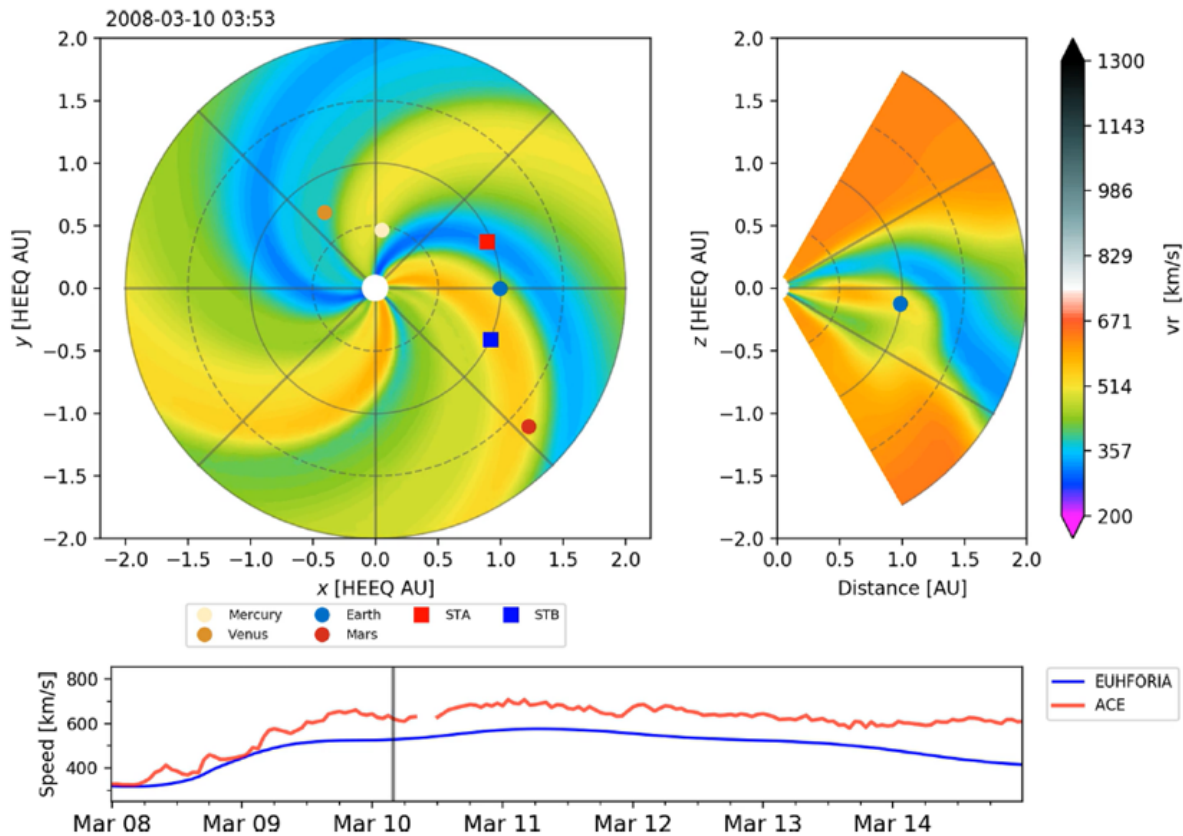 2008-03-10 03:53
2.0
1.5
1.0
0.5
0.0
−0.5
−1.0
−1.5
−2.0
y [HEEQ AU]
−2.0 −1.5 −1.0 −0.5 0.0 0.5 1.0 1.5 2.0
x [HEEQ AU]
2.0
1.5
1.0
0.5
0.0
−0.5
−1.0
−1.5
−2.0
z [HEEQ AU]
0.0 0.5 1.0 1.5 2.0
Distance [AU]
1300
1143
986
829
671
514
357
200
vr [km/s]
Mercury Earth STA STB
Venus Mars
800
600
400
Speed [km/s]
Mar 08 Mar 09 Mar 10 Mar 11 Mar 12 Mar 13 Mar 14
EUHFORIA
ACE